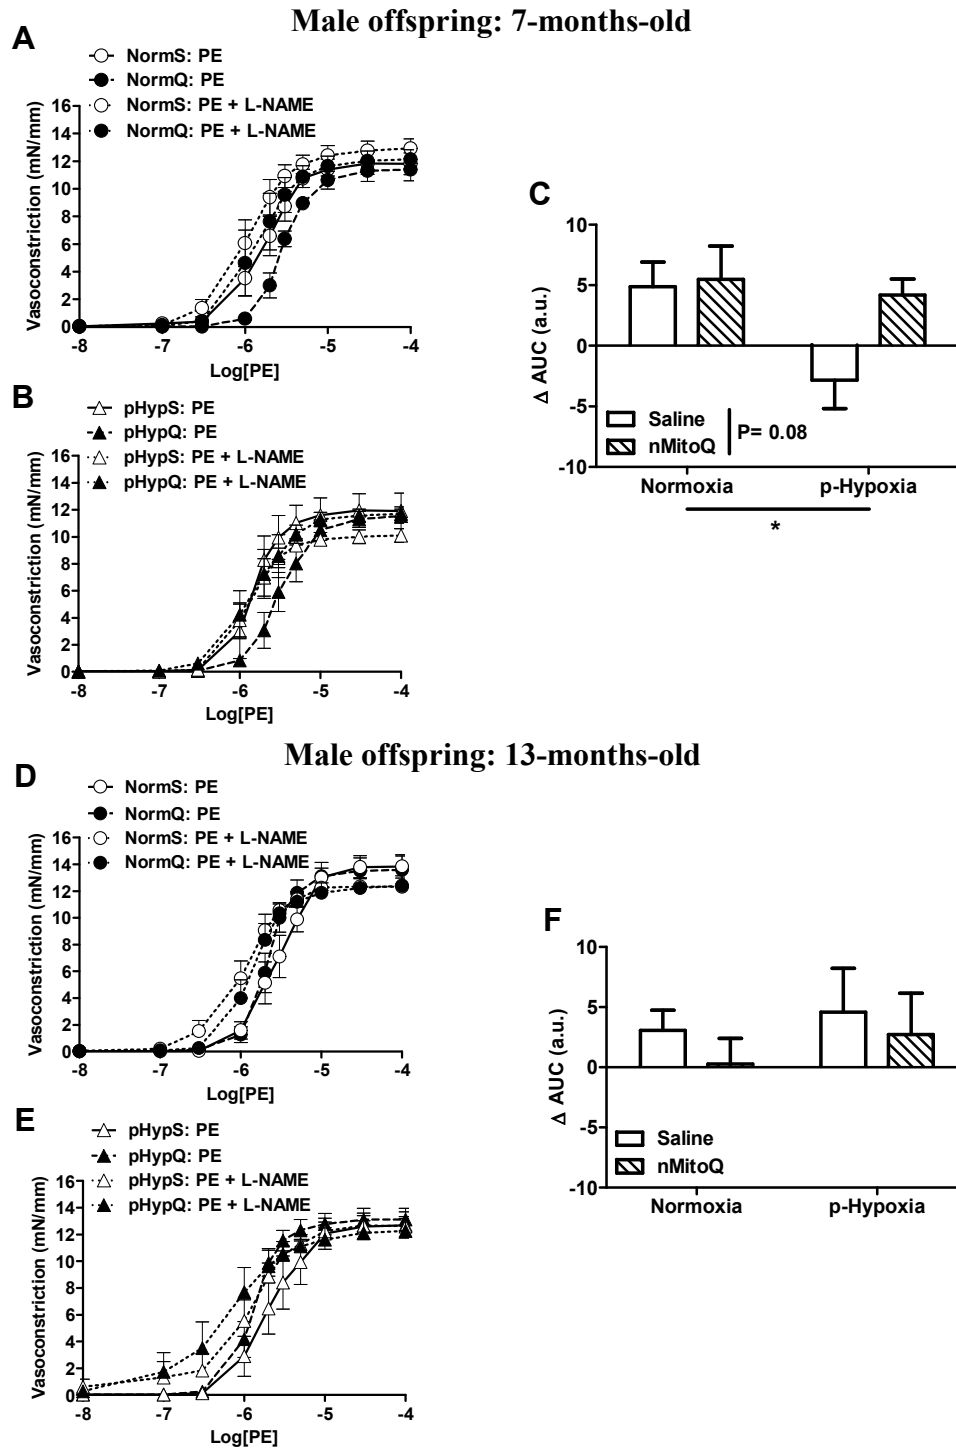 Male offspring: 7-months-old
A
NormS: PE
NormQ: PE
NormS: PE + L-NAME
NormQ: PE + L-NAME
Vasoconstriction (mN/mm)
16
14
12
10
8
6
4
2
0
-8 -7 -6 -5 -4
Log[PE]
B
pHypS: PE
pHypQ: PE
pHypS: PE + L-NAME
pHypQ: PE + L-NAME
Vasoconstriction (mN/mm)
16
14
12
10
8
6
4
2
0
-8 -7 -6 -5 -4
Log[PE]
C
Δ AUC (a.u.)
10
5
0
-5
-10
Saline
nMitoQ
P= 0.08
Normoxia p-Hypoxia
*
Male offspring: 13-months-old
D
NormS: PE
NormQ: PE
NormS: PE + L-NAME
NormQ: PE + L-NAME
Vasoconstriction (mN/mm)
16
14
12
10
8
6
4
2
0
-8 -7 -6 -5 -4
Log[PE]
E
pHypS: PE
pHypQ: PE
pHypS: PE + L-NAME
pHypQ: PE + L-NAME
Vasoconstriction (mN/mm)
16
14
12
10
8
6
4
2
0
-8 -7 -6 -5 -4
Log[PE]
F
Δ AUC (a.u.)
10
5
0
-5
-10
Saline
nMitoQ
Normoxia p-Hypoxia